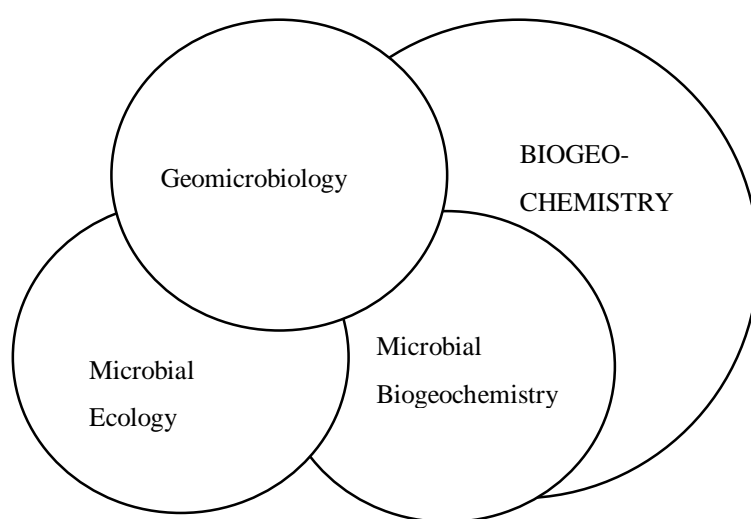 Geomicrobiology
BIOGEO-
CHEMISTRY
Microbial
Ecology
Microbial
Biogeochemistry